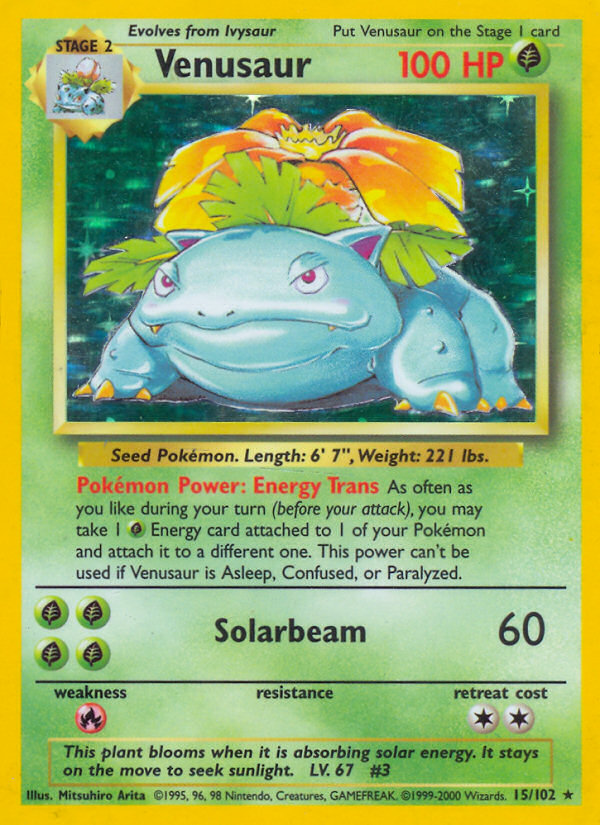 Evolves from Ivysaur Put Venusaur on the Stage 1 card
STAGE 2
Venusaur 100 HP
Seed Pokémon. Length: 6' 7", Weight: 221 lbs.
Pokémon Power: Energy Trans As often as
you like during your turn (before your attack), you may
take 1 Energy card attached to 1 of your Pokémon
and attach it to a different one. This power can't be
used if Venusaur is Asleep, Confused, or Paralyzed.
Solarbeam 60
weakness resistance retreat cost
This plant blooms when it is absorbing solar energy. It stays
on the move to seek sunlight. LV. 67 #3
Illus. Mitsuhiro Arita ©1995, 96, 98 Nintendo, Creatures, GAMEFREAK. ©1999-2000 Wizards. 15/102 ★